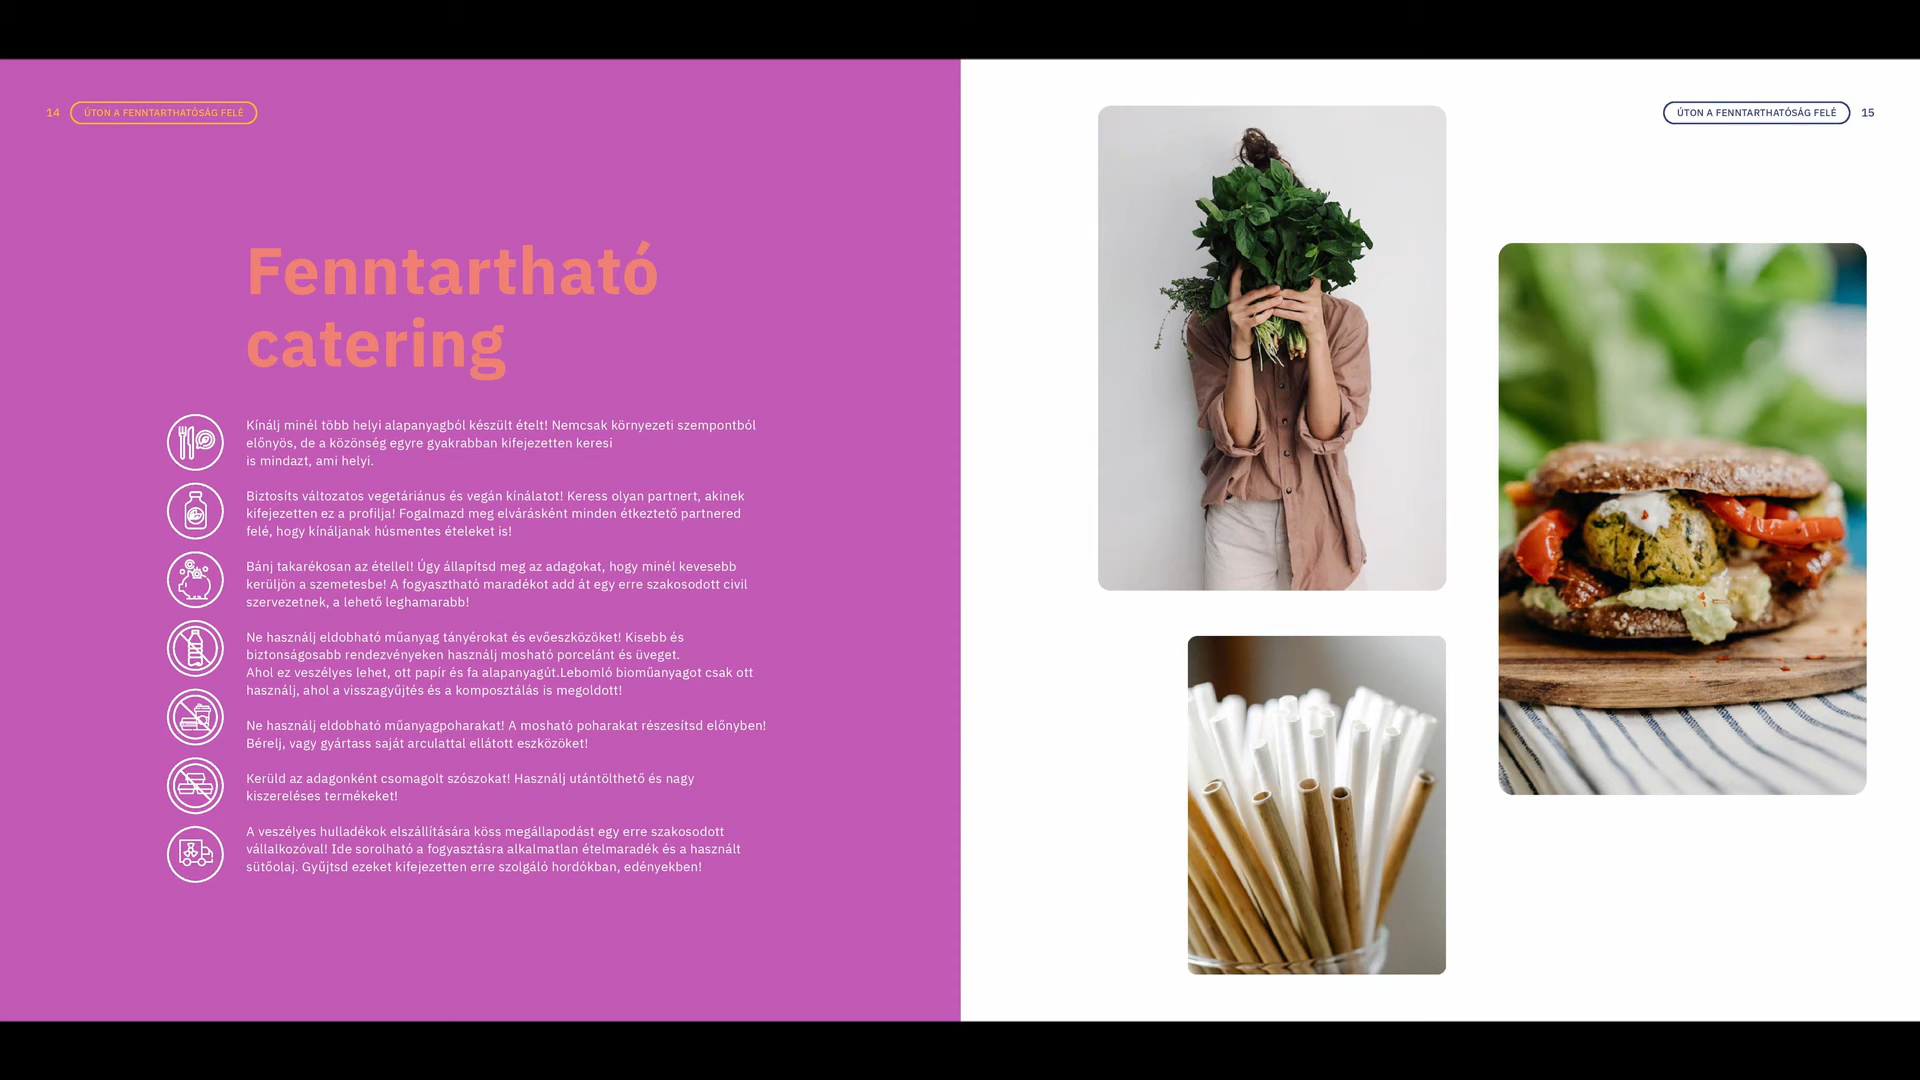 14 ÚTON A FENNTARTHATÓSÁG FELÉ
Fenntartható
catering
Kínálj minél több helyi alapanyagból készült ételt! Nemcsak környezeti szempontból
előnyös, de a közönség egyre gyakrabban kifejezetten keresi
is mindazt, ami helyi.
Biztosíts változatos vegetáriánus és vegán kínálatot! Keress olyan partnert, akinek
kifejezetten ez a profilja! Fogalmazd meg elvárásként minden étkeztető partnered
felé, hogy kínáljanak húsmentes ételeket is!
Bánj takarékosan az étellel! Úgy állapítsd meg az adagokat, hogy minél kevesebb
kerüljön a szemetesbe! A fogyasztható maradékot add át egy erre szakosodott civil
szervezetnek, a lehető leghamarabb!
Ne használj eldobható műanyag tányérokat és evőeszközöket! Kisebb és
biztonságosabb rendezvényeken használj mosható porcelánt és üveget.
Ahol ez veszélyes lehet, ott papír és fa alapanyagút.Lebomló bioműanyagot csak ott
használj, ahol a visszagyűjtés és a komposztálás is megoldott!
Ne használj eldobható műanyagpoharakat! A mosható poharakat részesítsd előnyben!
Bérelj, vagy gyártass saját arculattal ellátott eszközöket!
Kerüld az adagonként csomagolt szószokat! Használj utántölthető és nagy
kiszereléses termékeket!
A veszélyes hulladékok elszállítására köss megállapodást egy erre szakosodott
vállalkozóval! Ide sorolható a fogyasztásra alkalmatlan ételmaradék és a használt
sütőolaj. Gyűjtsd ezeket kifejezetten erre szolgáló hordókban, edényekben!
ÚTON A FENNTARTHATÓSÁG FELÉ 15